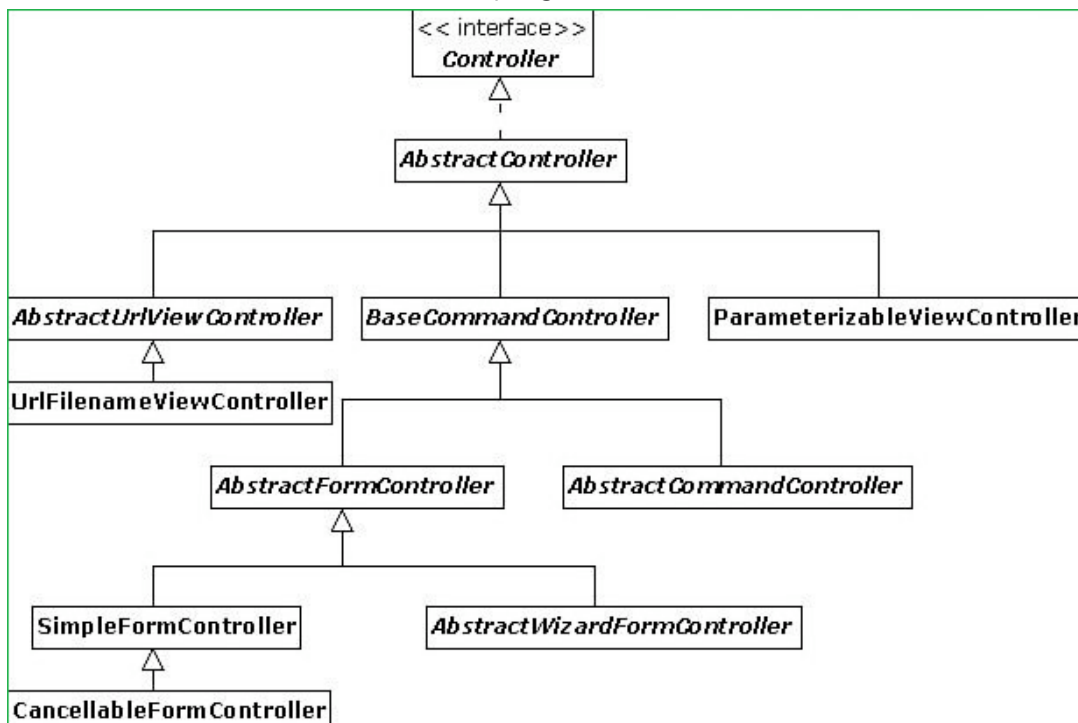 << interface>>
Controller
AbstractController
AbstractUrlViewController
BaseCommandController
ParameterizableViewController
UrlFilenameViewController
AbstractFormController
AbstractCommandController
SimpleFormController
AbstractWizardFormController
CancellableFormController